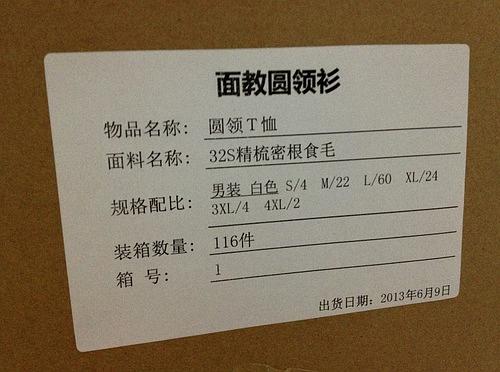 面教圆领衫
物品名称: 圆领T恤
面料名称: 32S精梳密根食毛
规格配比: 男装 白色 S/4 M/22 L/60 XL/24
3XL/4 4XL/2
装箱数量: 116件
箱 号: 1
出货日期: 2013年6月9日